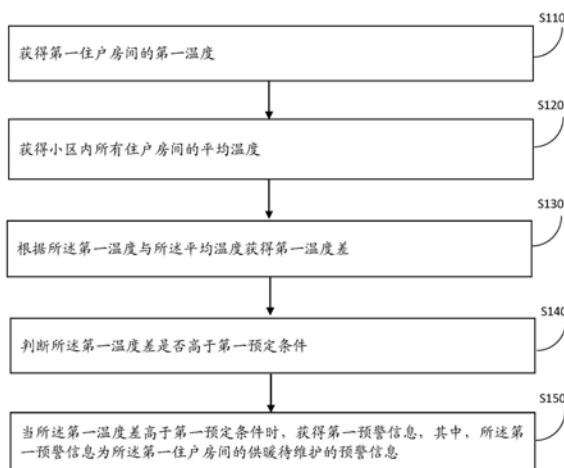 S110
获得第一住户房间的第一温度
S120
获得小区内所有住户房间的平均温度
S130
根据所述第一温度与所述平均温度获得第一温度差
S140
判断所述第一温度差是否高于第一预定条件
S150
当所述第一温度差高于第一预定条件时，获得第一预警信息，其中，所述第
一预警信息为所述第一住户房间的供暖待维护的预警信息